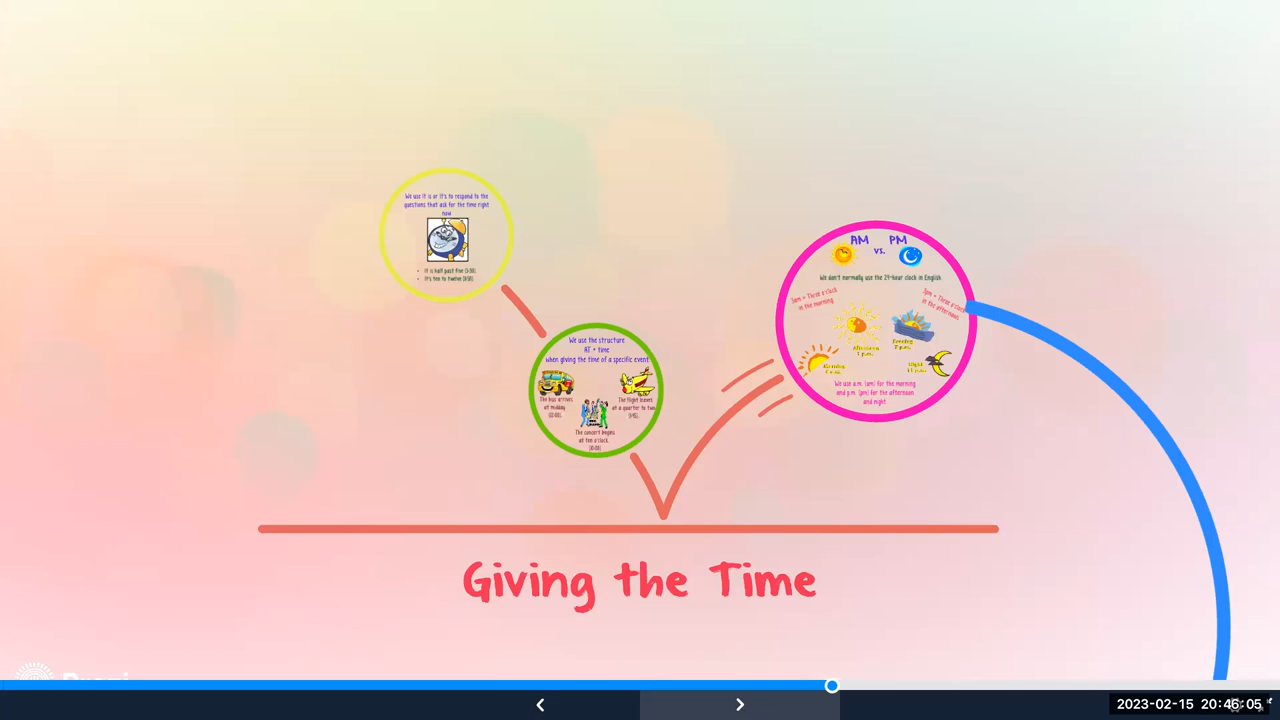 We use it is or it's to respond to the
questions that ask for the time right
now
It is half past five (5:30).
It's ten to twelve (11:50)
We use the structure
AT + time
when giving the time of a specific event
The bus arrives
at midday
(12:00).
The flight leaves
at a quarter to two
(1:45).
The concert begins
at ten o'clock.
(10:00)
AM vs. PM
We don't normally use the 24-hour clock in English.
3am = Three o'clock
in the morning.
3pm = Three o'clock
in the afternoon.
Afternoon
Evening
Morning
Night
We use a.m. (am) for the morning
and p.m. (pm) for the afternoon
and night
Giving the Time
Prezi
2023-02-15 20:46:05